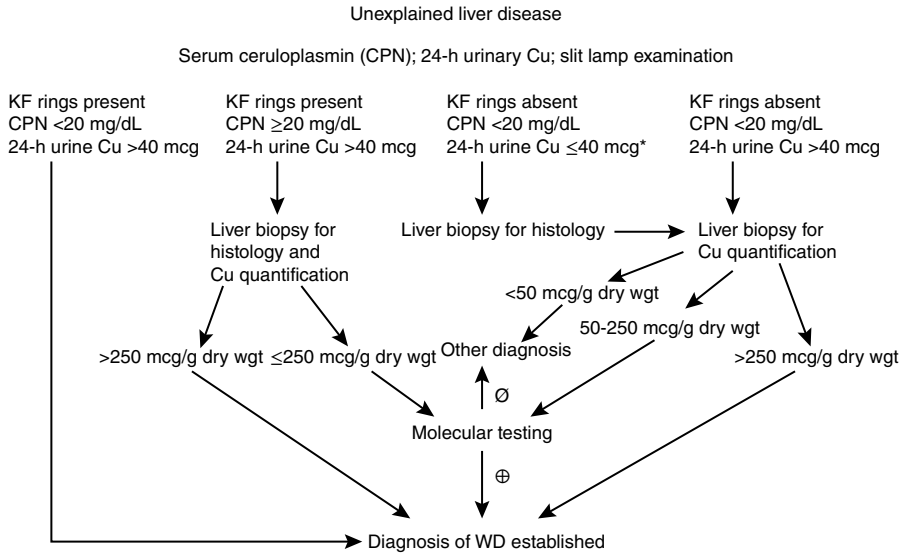 Unexplained liver disease
Serum ceruloplasmin (CPN); 24-h urinary Cu; slit lamp examination
KF rings present
CPN <20 mg/dL
24-h urine Cu >40 mcg
KF rings present
CPN ≥20 mg/dL
24-h urine Cu >40 mcg
KF rings absent
CPN <20 mg/dL
24-h urine Cu ≤40 mcg*
KF rings absent
CPN <20 mg/dL
24-h urine Cu >40 mcg
Liver biopsy for
histology and
Cu quantification
Liver biopsy for histology
Liver biopsy for
Cu quantification
<50 mcg/g dry wgt
50-250 mcg/g dry wgt
>250 mcg/g dry wgt
≤250 mcg/g dry wgt
Other diagnosis
>250 mcg/g dry wgt
Ø
Molecular testing
⊕
Diagnosis of WD established